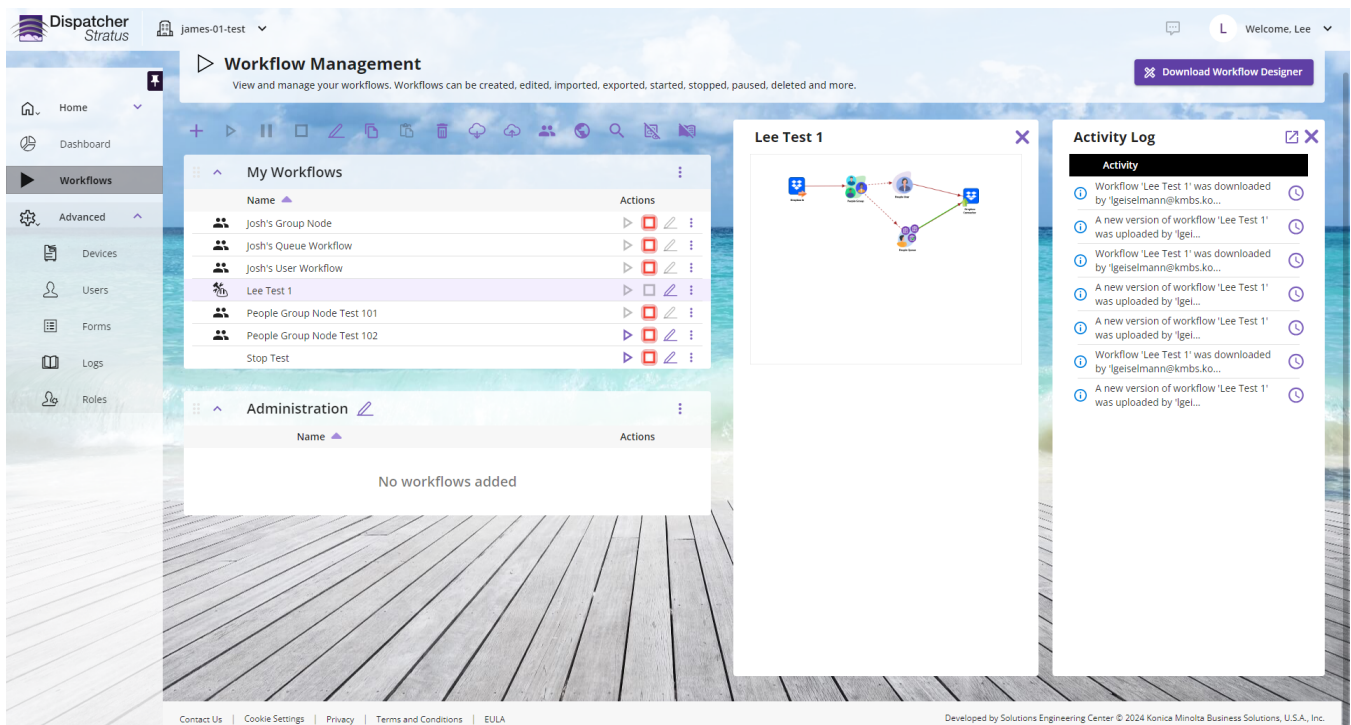 Dispatcher
Stratus
james-01-test
L
Welcome, Lee
Workflow Management
View and manage your workflows. Workflows can be created, edited, imported, exported, started, stopped, paused, deleted and more.
Download Workflow Designer
Home
Dashboard
Workflows
Advanced
Devices
Users
Forms
Logs
Roles
My Workflows
Name
Actions
Josh's Group Node
Josh's Queue Workflow
Josh's User Workflow
Lee Test 1
People Group Node Test 101
People Group Node Test 102
Stop Test
Administration
Name
Actions
No workflows added
Lee Test 1
Activity Log
Activity
Workflow 'Lee Test 1' was downloaded
by 'lgeiselmann@kmbs.ko...
A new version of workflow 'Lee Test 1'
was uploaded by 'lgei...
Workflow 'Lee Test 1' was downloaded
by 'lgeiselmann@kmbs.ko...
A new version of workflow 'Lee Test 1'
was uploaded by 'lgei...
A new version of workflow 'Lee Test 1'
was uploaded by 'lgei...
Workflow 'Lee Test 1' was downloaded
by 'lgeiselmann@kmbs.ko...
A new version of workflow 'Lee Test 1'
was uploaded by 'lgei...
Contact Us | Cookie Settings | Privacy | Terms and Conditions | EULA
Developed by Solutions Engineering Center © 2024 Konica Minolta Business Solutions, U.S.A., Inc.